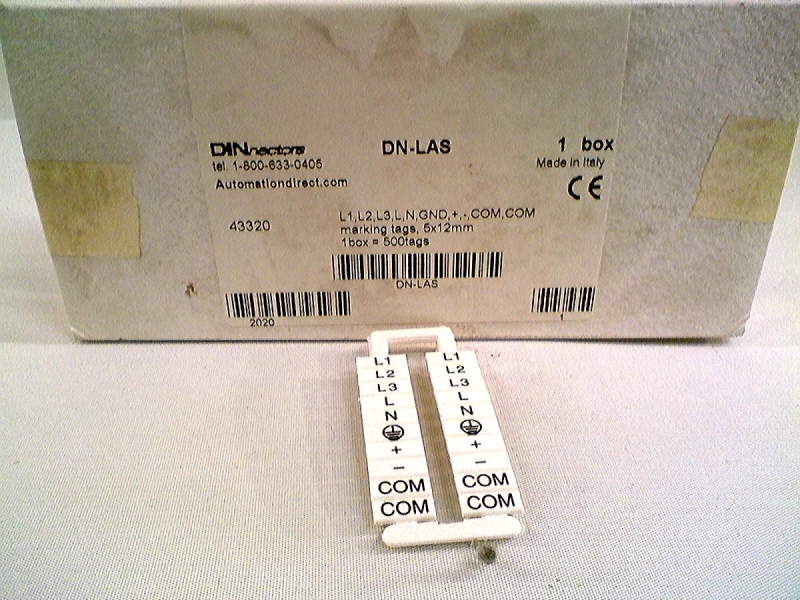 DINnectors
DN-LAS
1 box
tel. 1-800-633-0405
Made in Italy
Automationdirect.com
CE
43320
L1,L2,L3,L,N,GND,+,-,COM,COM
marking tags, 5x12mm
1box = 500tags
DN-LAS
2020
1
L1
L2
L3
L
N
+
−
COM
COM
L1
L2
L3
L
N
+
−
COM
COM